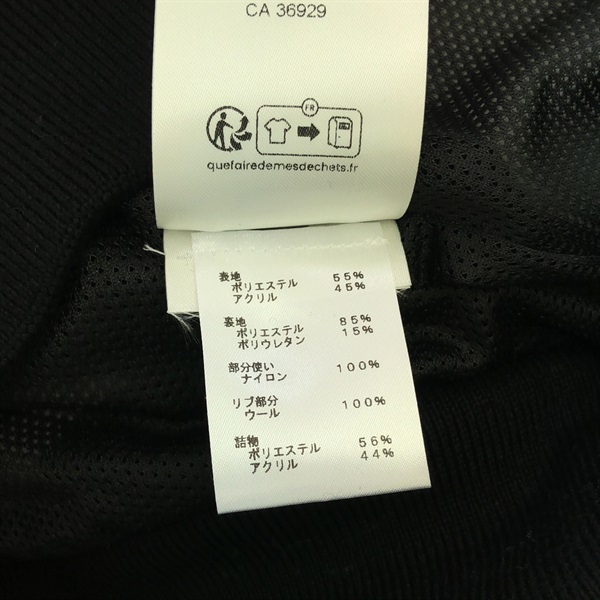 CA 36929
FR
quefairedemesdechets.fr
表地
ポリエステル 55%
アクリル 45%
裏地
ポリエステル 85%
ポリウレタン 15%
部分使い
ナイロン 100%
リブ部分
ウール 100%
詰物
ポリエステル 56%
アクリル 44%